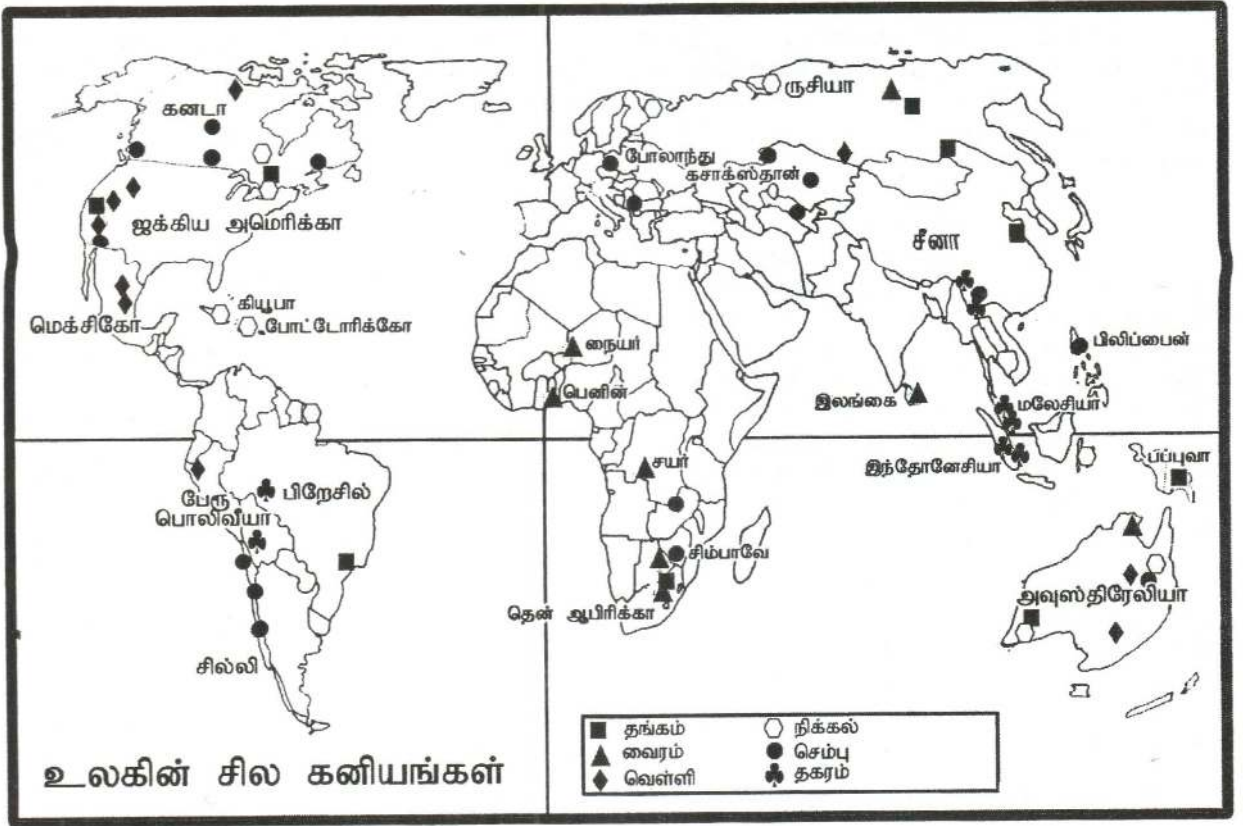 கனடா
ருசியா
போலாந்து
கசாக்ஸ்தான்
ஐக்கிய அமெரிக்கா
சீனா
கியூபா
மெக்சிகோ
போட்டோரிக்கோ
நையர்
பிலிப்பைன்
பெனின்
இலங்கை
மலேசியா
சயர்
இந்தோனேசியா
பப்புவா
பேரூ
பிறேசில்
பொலிவியா
சிம்பாவே
தென் ஆபிரிக்கா
அவுஸ்திரேலியா
சில்லி
தங்கம்
நிக்கல்
வைரம்
செம்பு
வெள்ளி
தகரம்
உலகின் சில கனியங்கள்